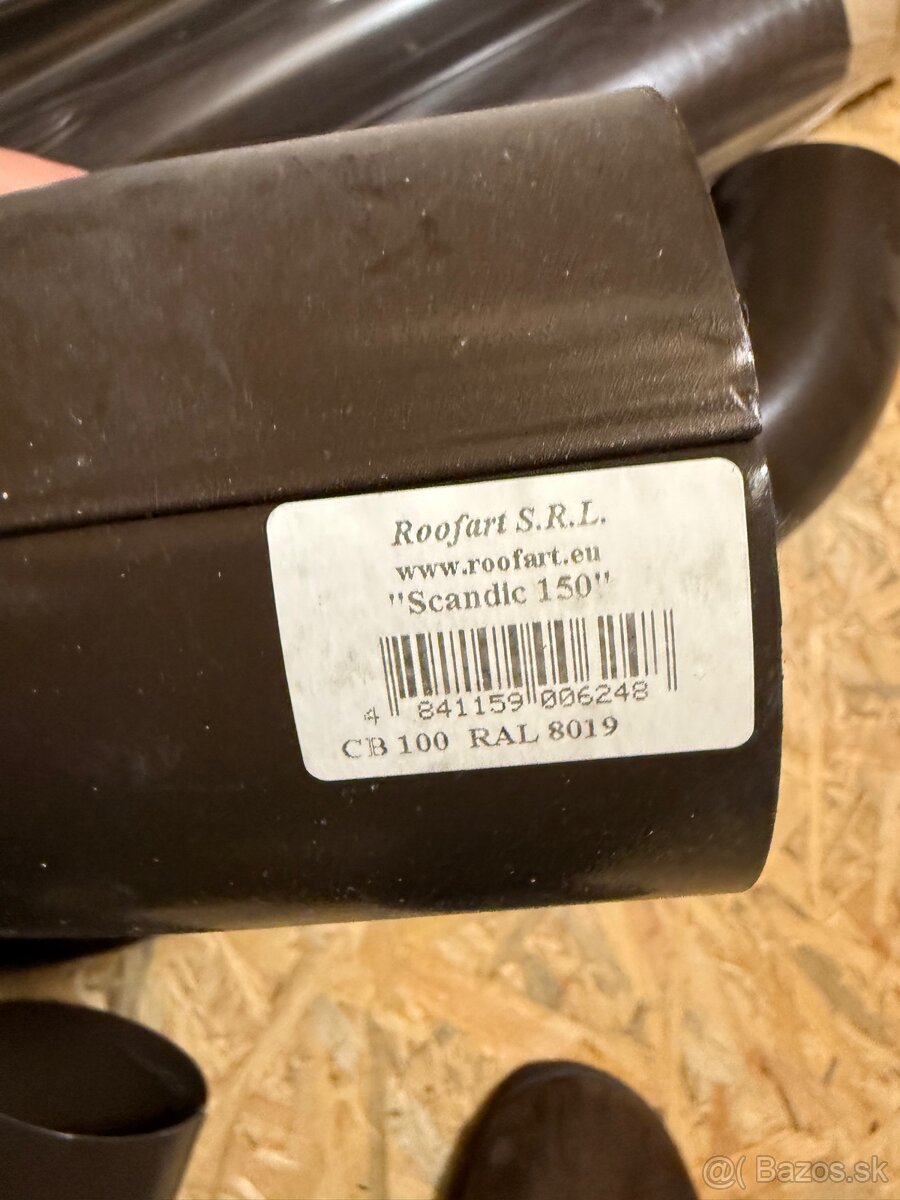 Roofart S.R.L.
www.roofart.eu
"Scandic 150"
4 841159 006248
CB 100 RAL 8019
@( Bazos.sk